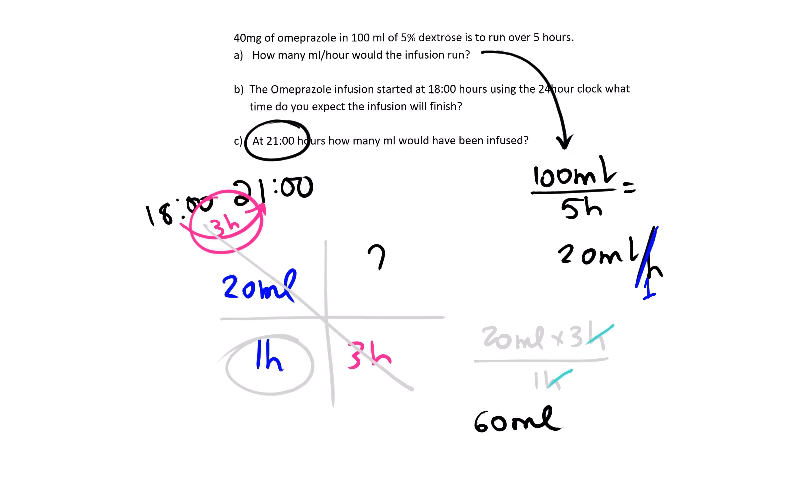 40mg of omeprazole in 100 ml of 5% dextrose is to run over 5 hours.
a) How many ml/hour would the infusion run?
b) The Omeprazole infusion started at 18:00 hours using the 24hour clock what
time do you expect the infusion will finish?
c) At 21:00 hours how many ml would have been infused?
100ml
5h
=
20ml/h
1
18:00 21:00
3h
20ml
?
1h
3h
20ml x 3h
1h
60ml